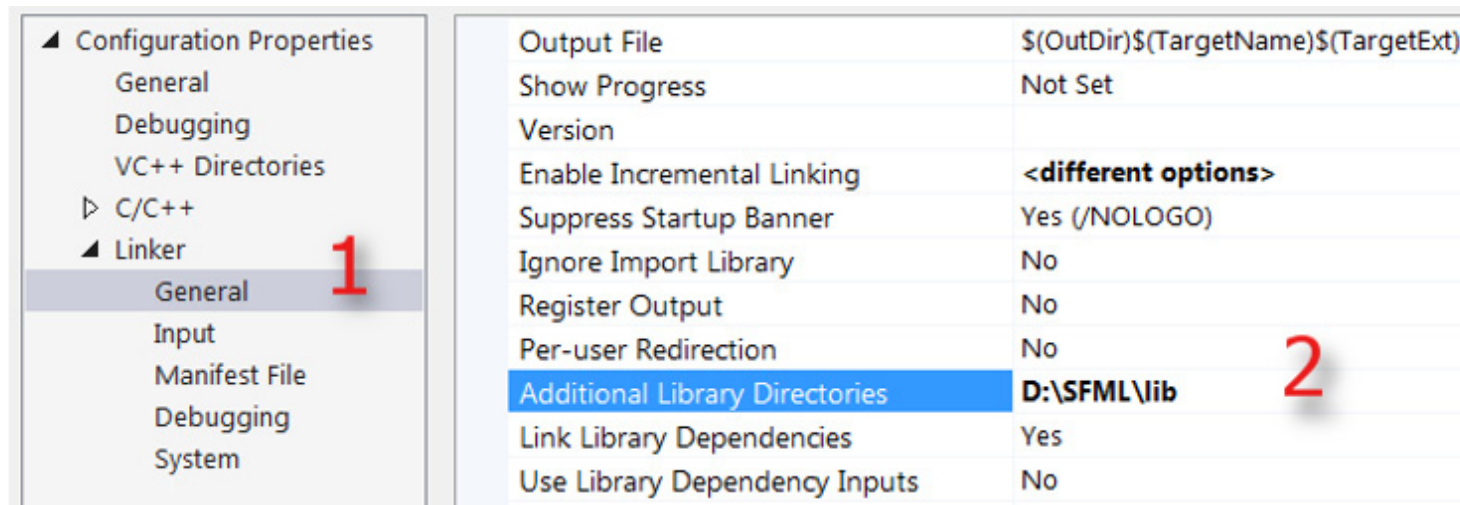 Configuration Properties
General
Debugging
VC++ Directories
C/C++
Linker
General
Input
Manifest File
Debugging
System
1
Output File $(OutDir)$(TargetName)$(TargetExt)
Show Progress Not Set
Version
Enable Incremental Linking <different options>
Suppress Startup Banner Yes (/NOLOGO)
Ignore Import Library No
Register Output No
Per-user Redirection No
Additional Library Directories D:\SFML\lib
Link Library Dependencies Yes
Use Library Dependency Inputs No
2